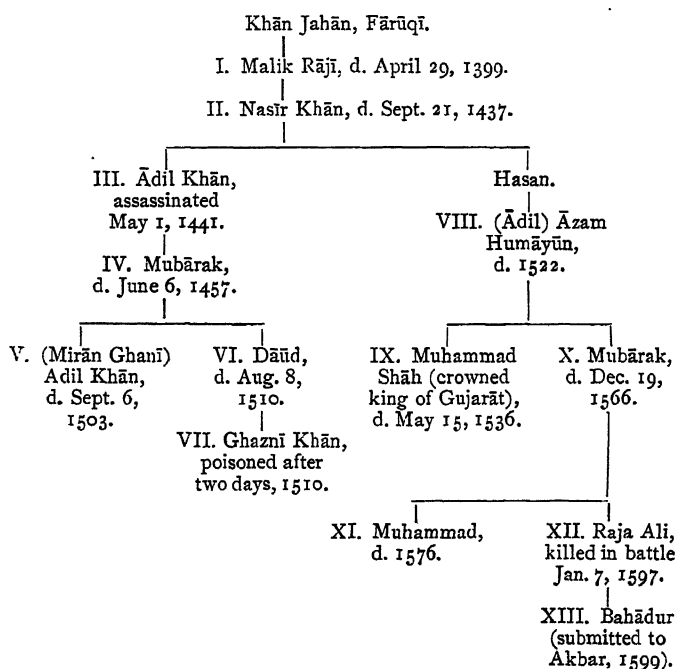 Khān Jahān, Fārūqī.
I. Malik Rājī, d. April 29, 1399.
II. Nasīr Khān, d. Sept. 21, 1437.
III. Ādil Khān,
assassinated
May 1, 1441.
IV. Mubārak,
d. June 6, 1457.
Hasan.
VIII. (Ādil) Āzam
Humāyūn,
d. 1522.
V. (Mirān Ghanī)
Adil Khān,
d. Sept. 6,
1503.
VI. Dāūd,
d. Aug. 8,
1510.
VII. Ghaznī Khān,
poisoned after
two days, 1510.
IX. Muhammad
Shāh (crowned
king of Gujarāt),
d. May 15, 1536.
X. Mubārak,
d. Dec. 19,
1566.
XI. Muhammad,
d. 1576.
XII. Raja Ali,
killed in battle
Jan. 7, 1597.
XIII. Bahādur
(submitted to
Akbar, 1599).